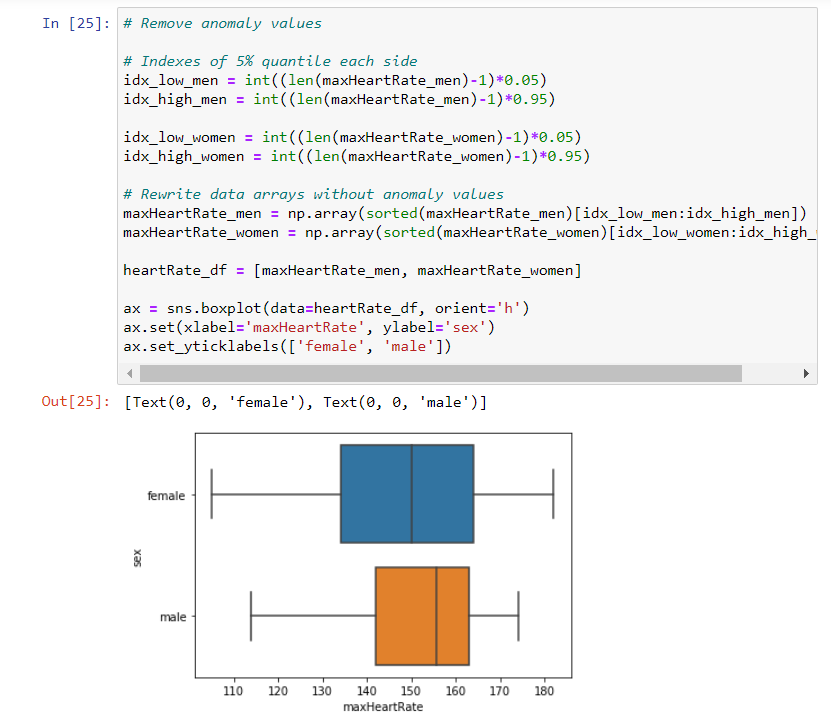 In [25]: # Remove anomaly values
# Indexes of 5% quantile each side
idx_low_men = int((len(maxHeartRate_men)-1)*0.05)
idx_high_men = int((len(maxHeartRate_men)-1)*0.95)
idx_low_women = int((len(maxHeartRate_women)-1)*0.05)
idx_high_women = int((len(maxHeartRate_women)-1)*0.95)
# Rewrite data arrays without anomaly values
maxHeartRate_men = np.array(sorted(maxHeartRate_men)[idx_low_men:idx_high_men])
maxHeartRate_women = np.array(sorted(maxHeartRate_women)[idx_low_women:idx_high_
heartRate_df = [maxHeartRate_men, maxHeartRate_women]
ax = sns.boxplot(data=heartRate_df, orient='h')
ax.set(xlabel='maxHeartRate', ylabel='sex')
ax.set_yticklabels(['female', 'male'])
Out[25]: [Text(0, 0, 'female'), Text(0, 0, 'male')]
female
sex
male
110 120 130 140 150 160 170 180
maxHeartRate